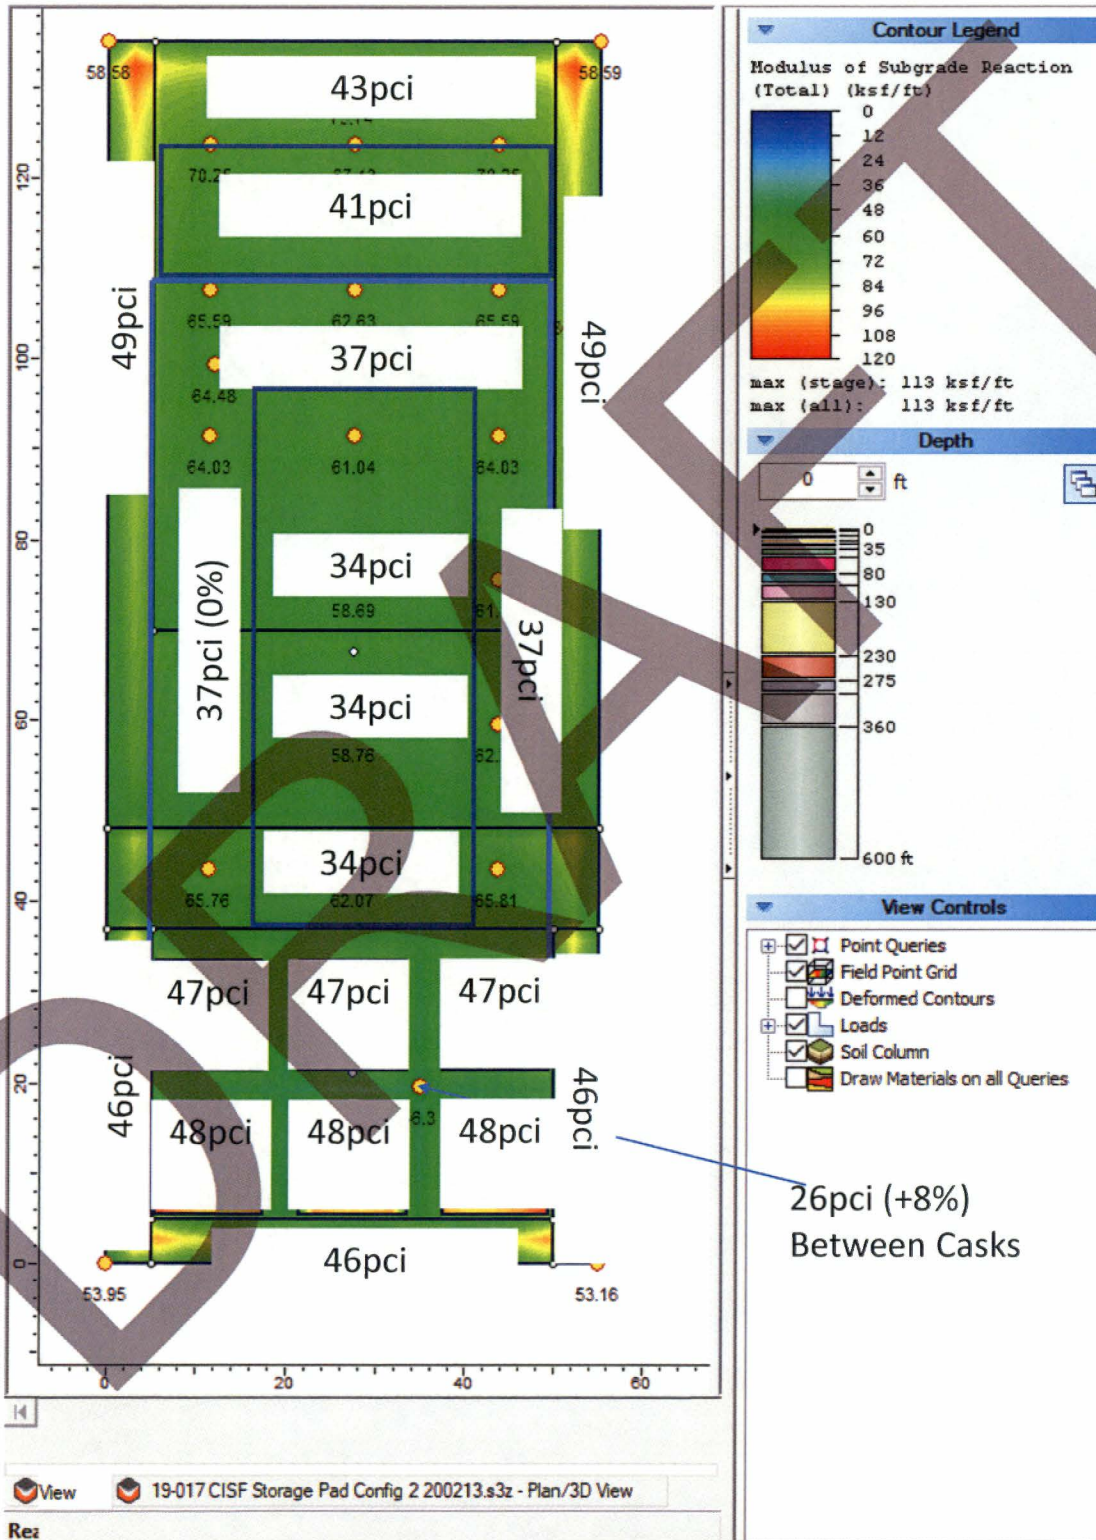 Contour Legend
Modulus of Subgrade Reaction
(Total) (ksf/ft)
0
12
24
36
48
60
72
84
96
108
120
max (stage): 113 ksf/ft
max (all): 113 ksf/ft
Depth
0 ft
0
35
80
130
230
275
360
600 ft
View Controls
Point Queries
Field Point Grid
Deformed Contours
Loads
Soil Column
Draw Materials on all Queries
26pci (+8%)
Between Casks
58.58
58.59
43pci
41pci
49pci
49pci
65.59 62.63 65.59
37pci
64.48
64.03 61.04 64.03
34pci
58.69
37pci (0%)
37pci
34pci
58.76
34pci
65.76 62.07 65.81
47pci 47pci 47pci
46pci
46pci
48pci 48pci 48pci
46pci
53.95
53.16
120
100
80
60
40
20
0
0 20 40 60
View
19-017 CISF Storage Pad Config 2 200213.s3z - Plan/3D View
DRAFT